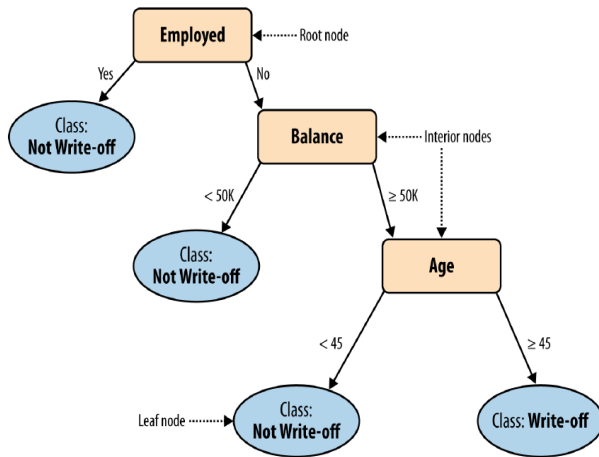 Employed
Root node
Yes
No
Class:
Not Write-off
Balance
Interior nodes
< 50K
≥ 50K
Class:
Not Write-off
Age
< 45
≥ 45
Leaf node
Class:
Not Write-off
Class: Write-off